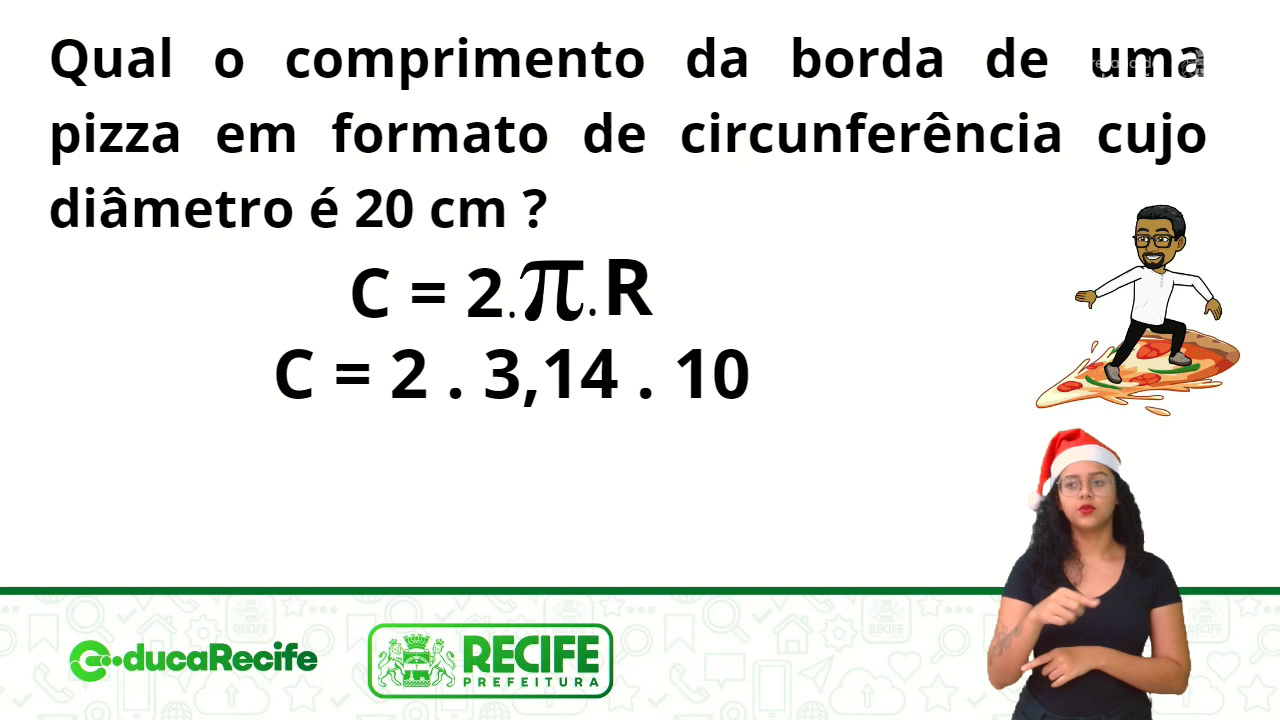 Qual o comprimento da borda de uma
pizza em formato de circunferência cujo
diâmetro é 20 cm ?
C = 2.π.R
C = 2 . 3,14 . 10
ducaRecife
RECIFE
PREFEITURA